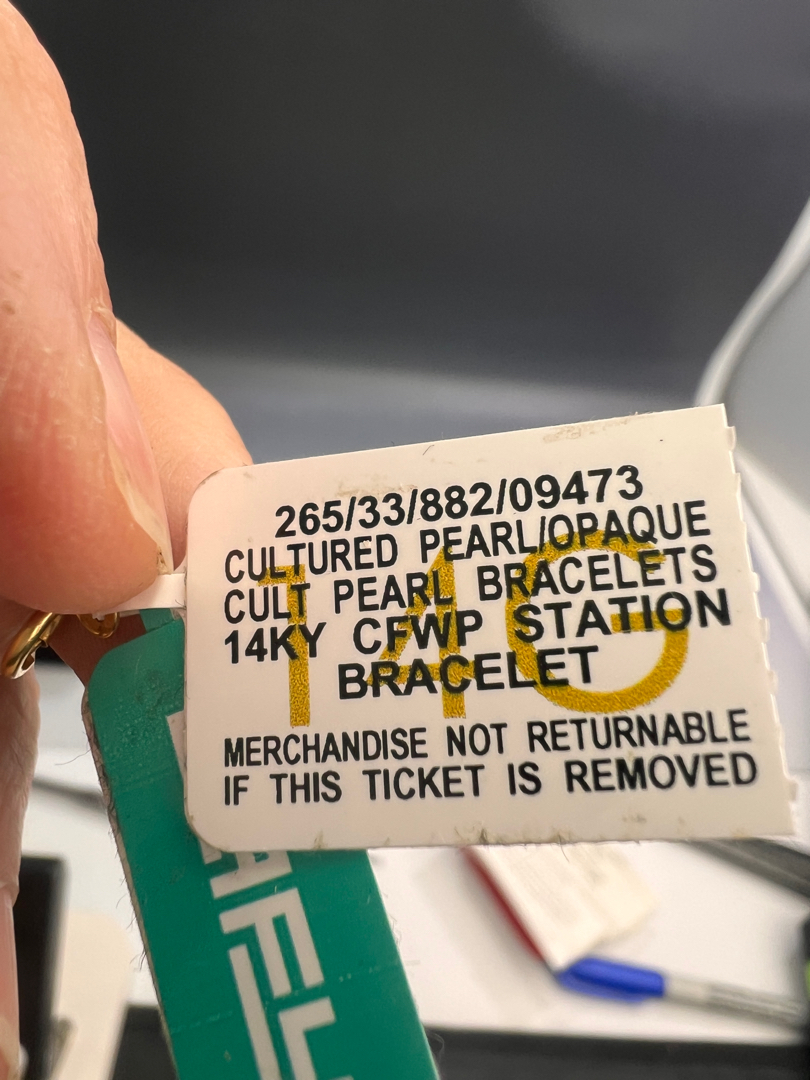 265/33/882/09473
CULTURED PEARL/OPAQUE
CULT PEARL BRACELETS
14KY CFWP STATION
BRACELET
14G
MERCHANDISE NOT RETURNABLE
IF THIS TICKET IS REMOVED